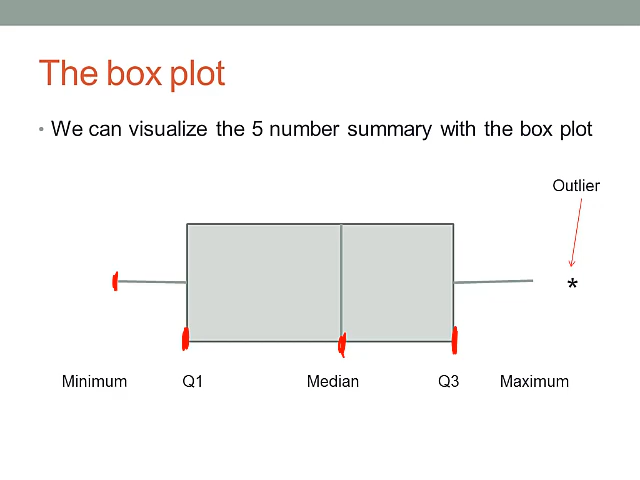 The box plot
• We can visualize the 5 number summary with the box plot
Outlier
*
Minimum Q1 Median Q3 Maximum